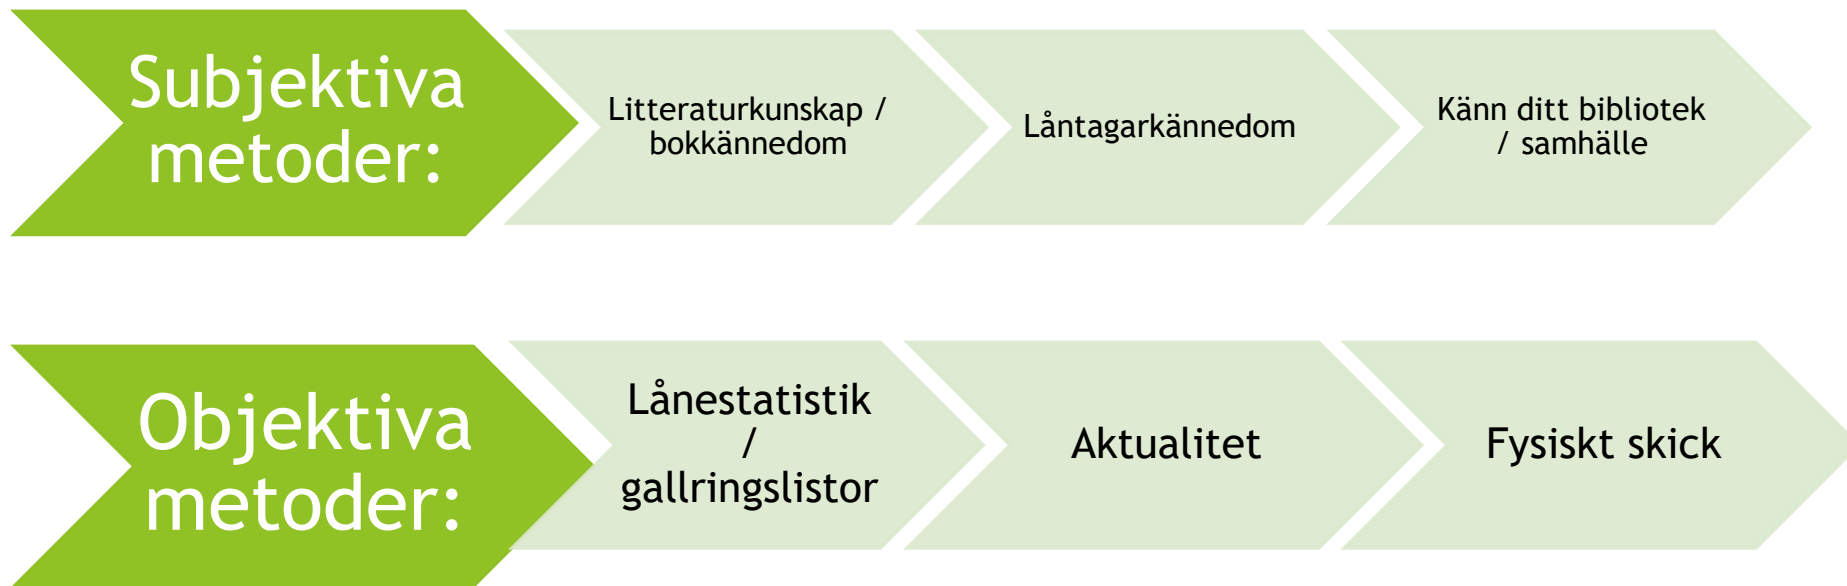 Subjektiva
metoder:
Litteraturkunskap /
bokkännedom
Låntagarkännedom
Känn ditt bibliotek
/ samhälle
Objektiva
metoder:
Lånestatistik
/
gallringslistor
Aktualitet
Fysiskt skick